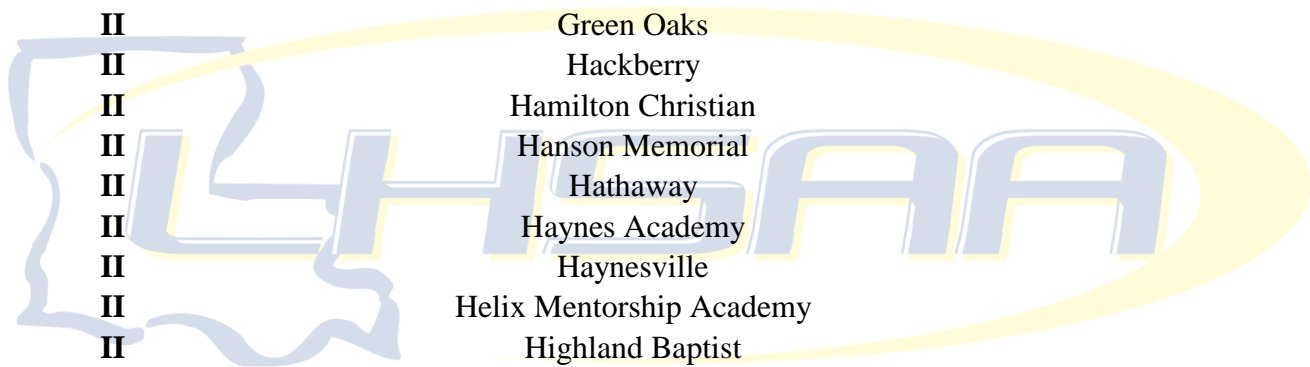 II Green Oaks
II Hackberry
II Hamilton Christian
II Hanson Memorial
II Hathaway
II Haynes Academy
II Haynesville
II Helix Mentorship Academy
II Highland Baptist
LHSAA